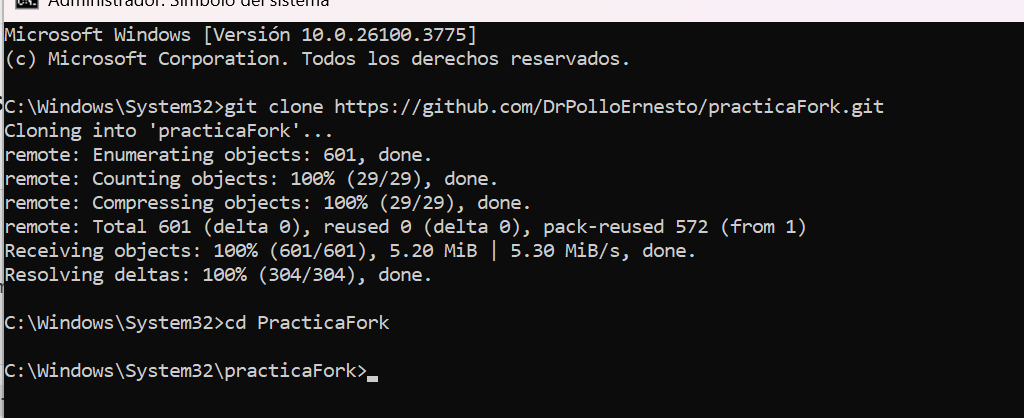 Administrador: Símbolo del sistema
Microsoft Windows [Versión 10.0.26100.3775]
(c) Microsoft Corporation. Todos los derechos reservados.
C:\Windows\System32>git clone https://github.com/DrPolloErnesto/practicaFork.git
Cloning into 'practicaFork'...
remote: Enumerating objects: 601, done.
remote: Counting objects: 100% (29/29), done.
remote: Compressing objects: 100% (29/29), done.
remote: Total 601 (delta 0), reused 0 (delta 0), pack-reused 572 (from 1)
Receiving objects: 100% (601/601), 5.20 MiB | 5.30 MiB/s, done.
Resolving deltas: 100% (304/304), done.
C:\Windows\System32>cd PracticaFork
C:\Windows\System32\practicaFork>